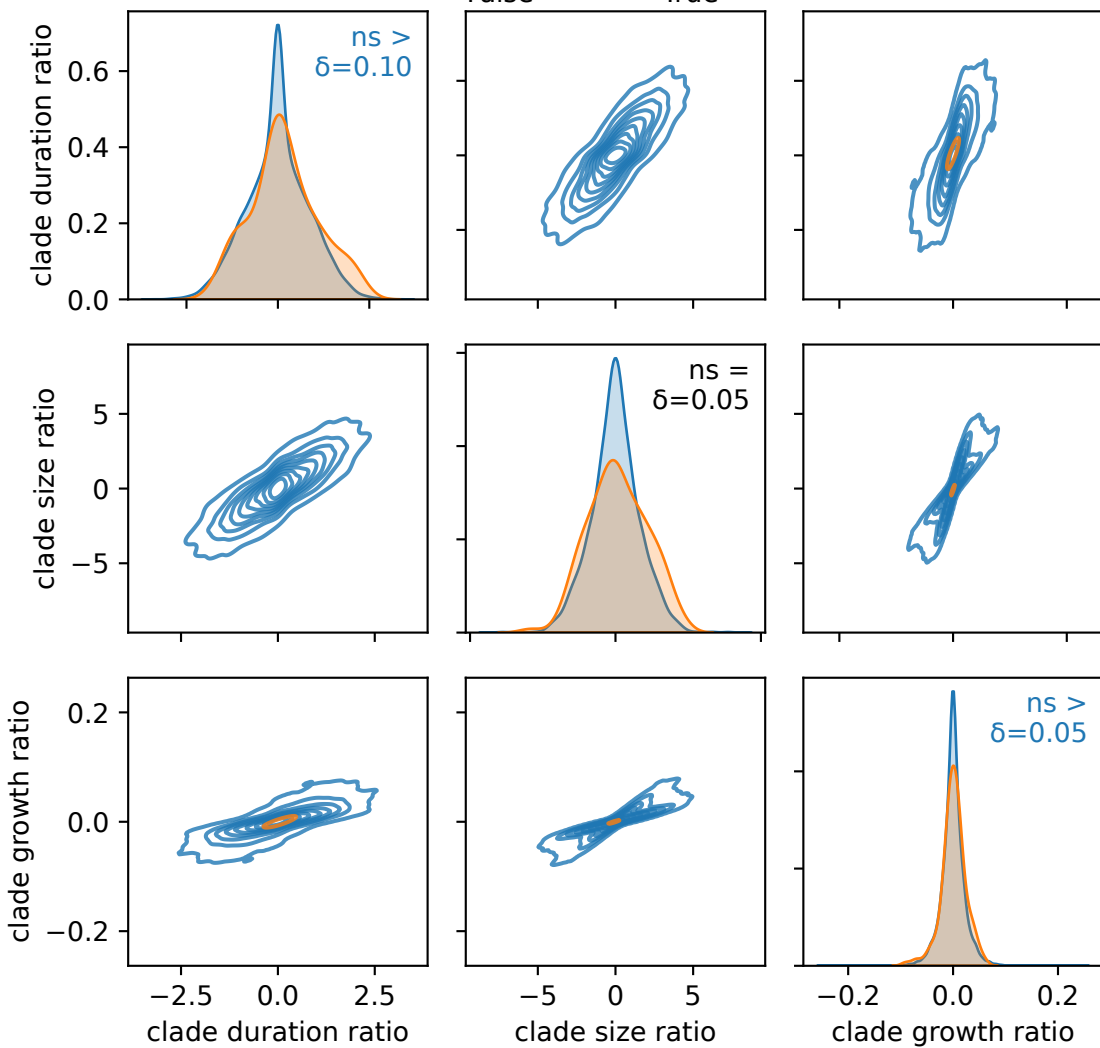 clade duration ratio
0.6
0.4
0.2
0.0
ns >
δ=0.10
clade size ratio
5
0
−5
ns =
δ=0.05
clade growth ratio
0.2
0.0
−0.2
ns >
δ=0.05
−2.5 0.0 2.5
clade duration ratio
−5 0 5
clade size ratio
−0.2 0.0 0.2
clade growth ratio